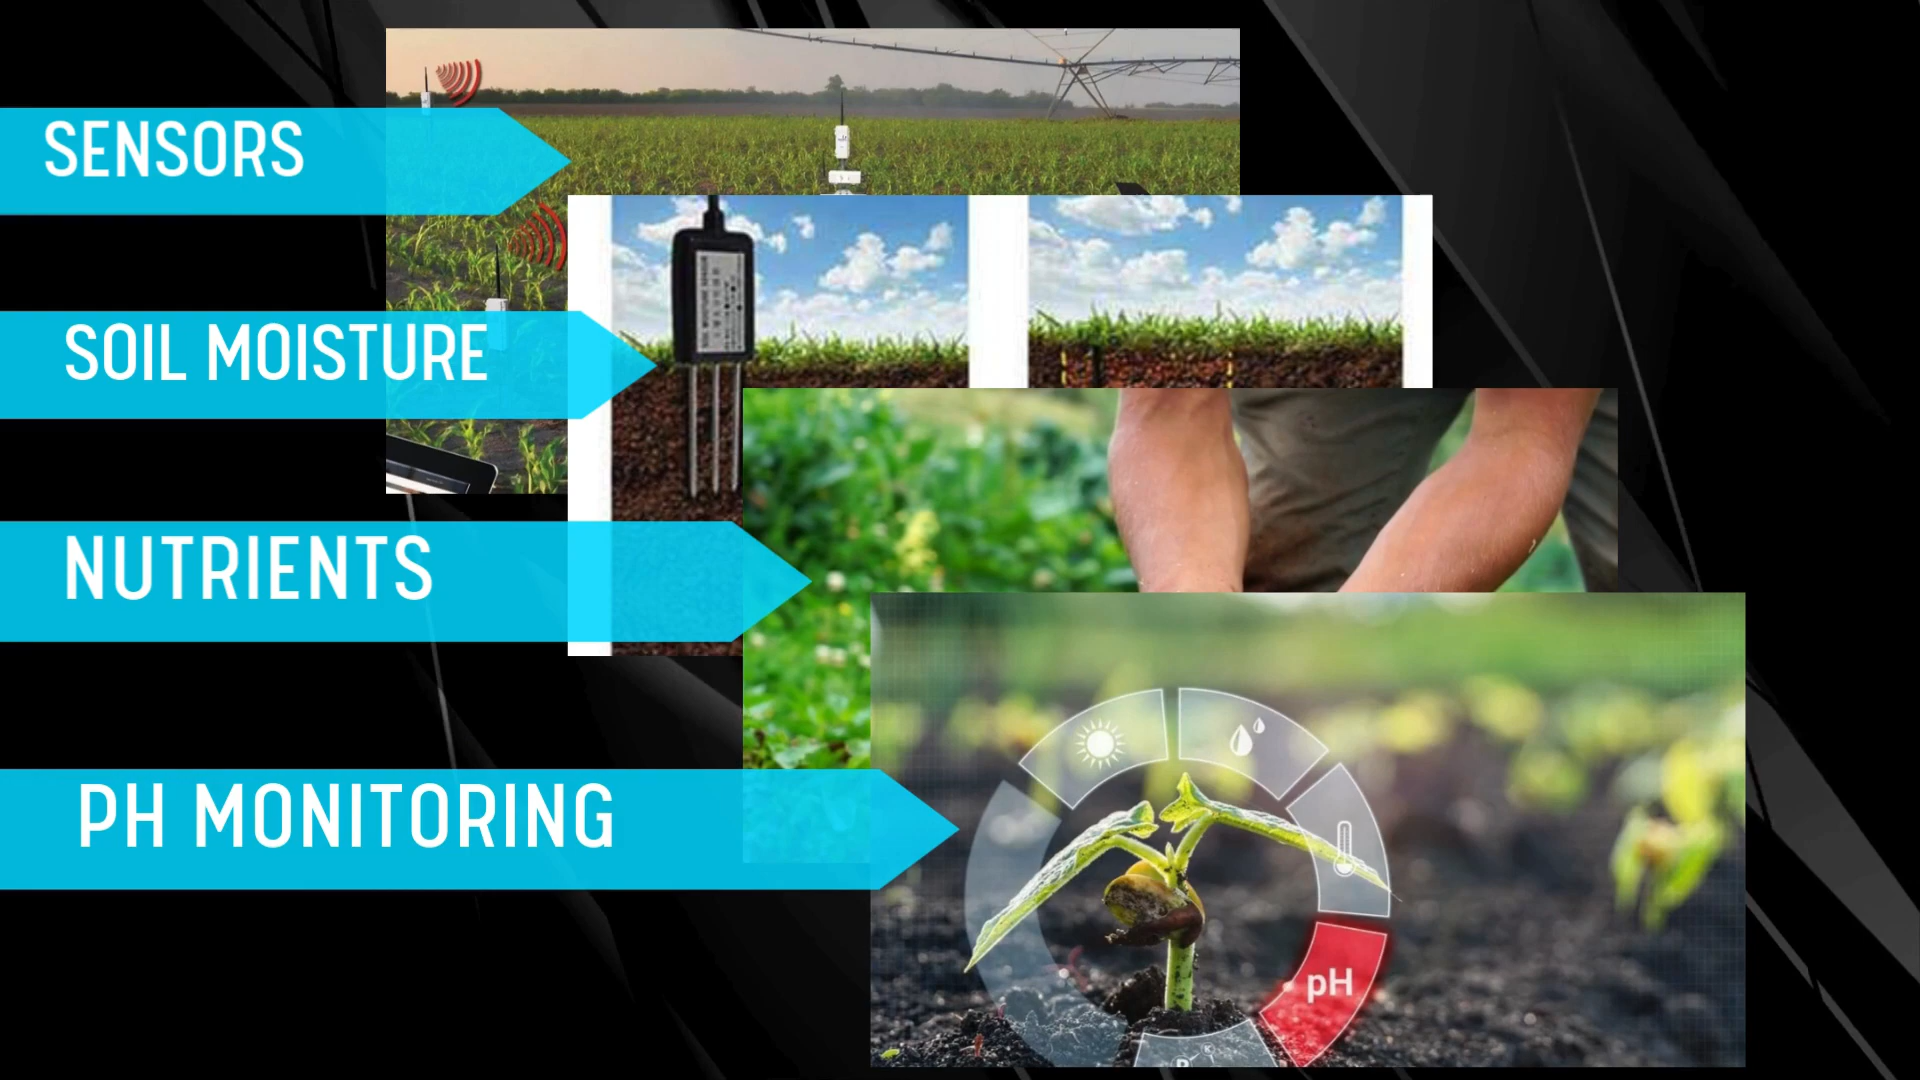 SENSORS
SOIL MOISTURE
NUTRIENTS
PH MONITORING
pH
P
K